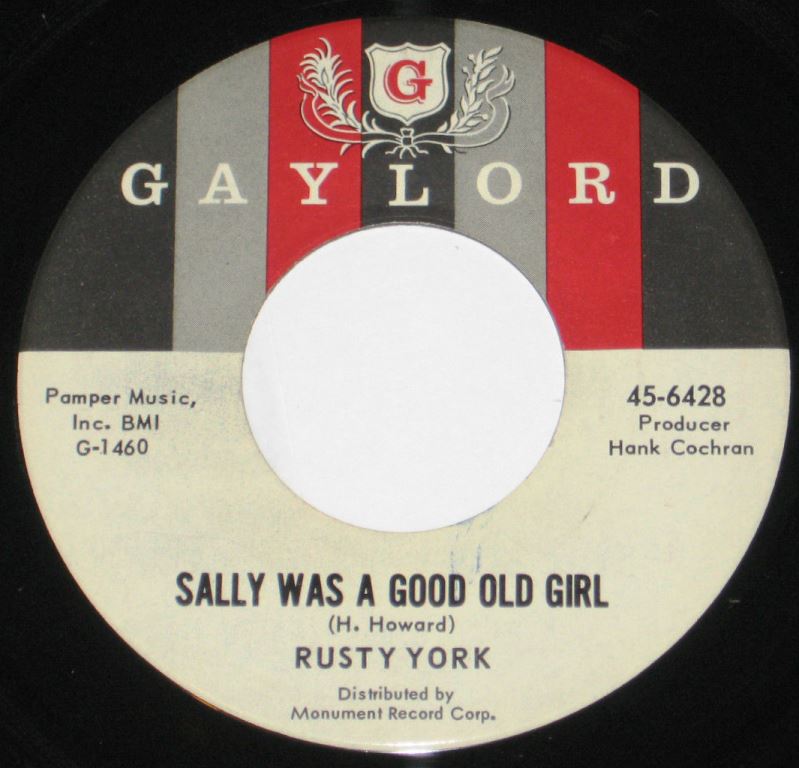 G
GAYLORD
Pamper Music,
Inc. BMI
G-1460
45-6428
Producer
Hank Cochran
SALLY WAS A GOOD OLD GIRL
(H. Howard)
RUSTY YORK
Distributed by
Monument Record Corp.